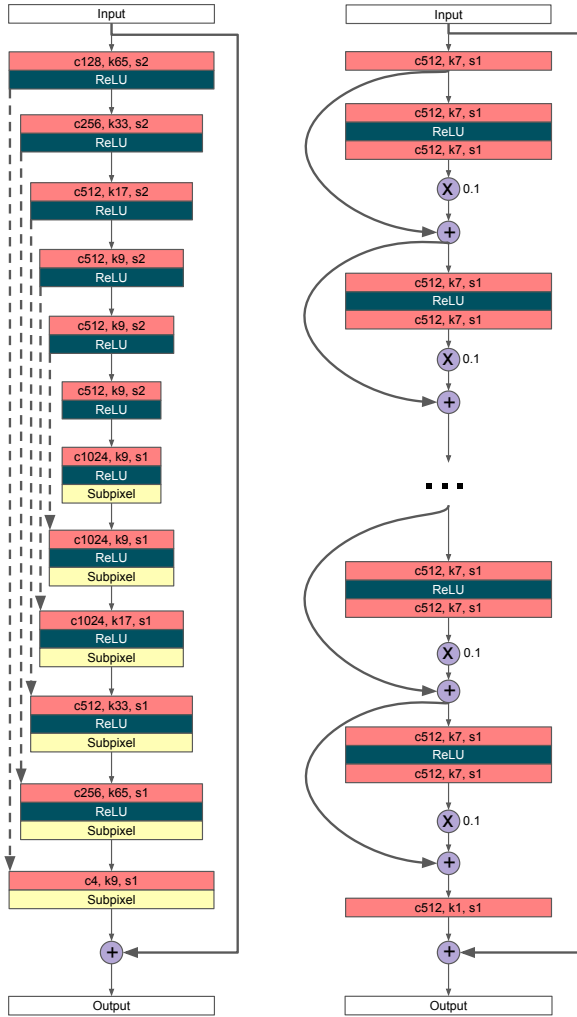 Input
c128, k65, s2
ReLU
c256, k33, s2
ReLU
c512, k17, s2
ReLU
c512, k9, s2
ReLU
c512, k9, s2
ReLU
c512, k9, s2
ReLU
c1024, k9, s1
ReLU
Subpixel
c1024, k9, s1
ReLU
Subpixel
c1024, k17, s1
ReLU
Subpixel
c512, k33, s1
ReLU
Subpixel
c256, k65, s1
ReLU
Subpixel
c4, k9, s1
Subpixel
+
Output
Input
c512, k7, s1
c512, k7, s1
ReLU
c512, k7, s1
X 0.1
+
c512, k7, s1
ReLU
c512, k7, s1
X 0.1
+
...
c512, k7, s1
ReLU
c512, k7, s1
X 0.1
+
c512, k7, s1
ReLU
c512, k7, s1
X 0.1
+
c512, k1, s1
+
Output